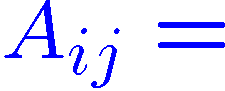 A_{ij} =